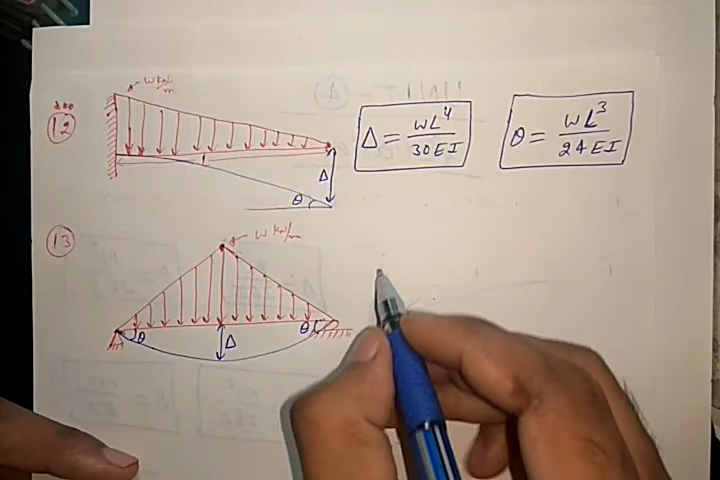 W KN/m
12
Δ = WL⁴/30EI
θ = WL³/24EI
Δ
θ
13
W KN/m
θ
θ
Δ